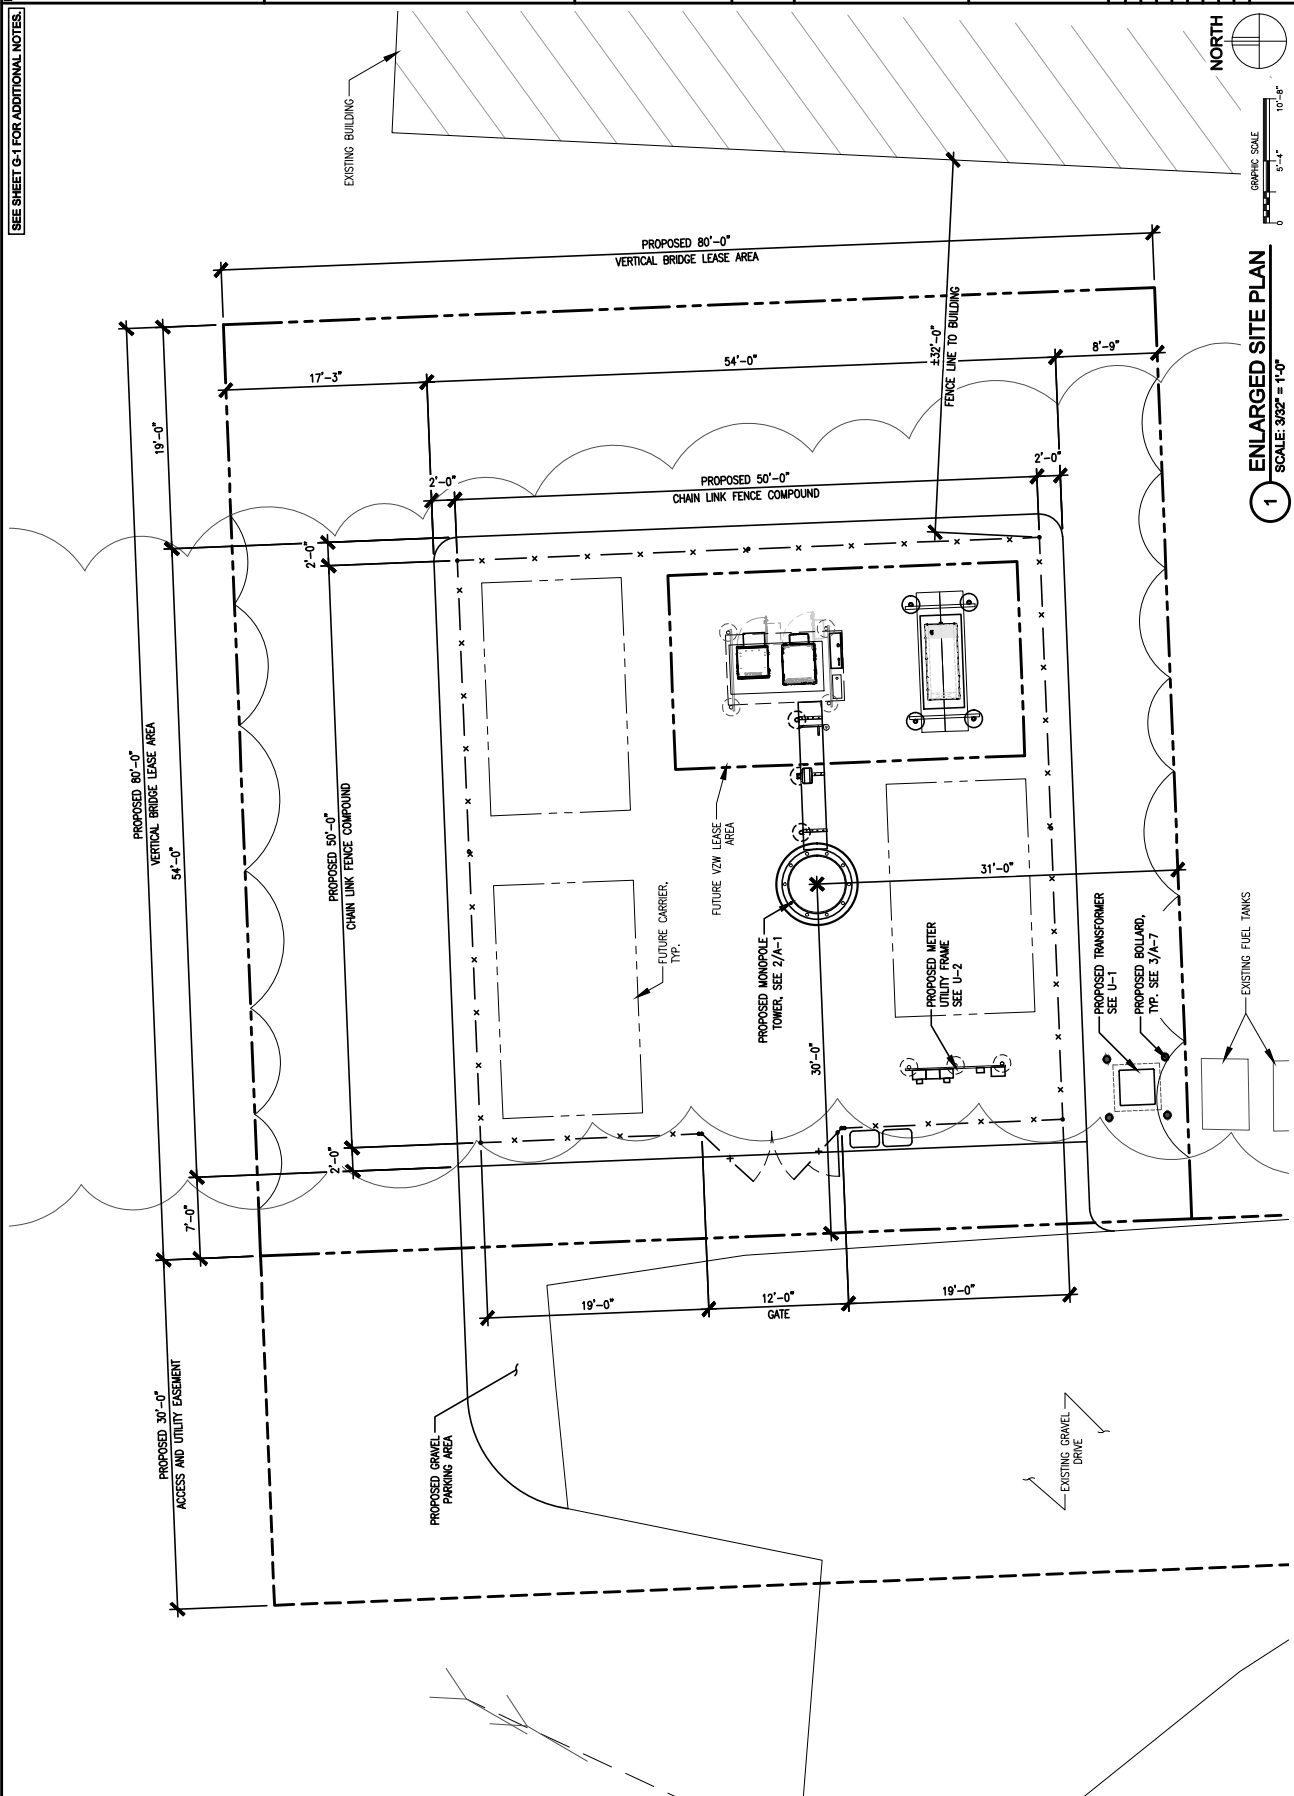 SEE SHEET G-1 FOR ADDITIONAL NOTES.
EXISTING BUILDING
NORTH
GRAPHIC SCALE
0
5'-4"
10'-8"
1
ENLARGED SITE PLAN
SCALE: 3/32" = 1'-0"
PROPOSED 80'-0"
VERTICAL BRIDGE LEASE AREA
17'-3"
54'-0"
8'-9"
±32'-0"
FENCE LINE TO BUILDING
2'-0"
PROPOSED 50'-0"
CHAIN LINK FENCE COMPOUND
2'-0"
PROPOSED 80'-0"
VERTICAL BRIDGE LEASE AREA
19'-0"
54'-0"
7'-0"
2'-0"
PROPOSED 50'-0"
CHAIN LINK FENCE COMPOUND
2'-0"
FUTURE VZW LEASE
AREA
FUTURE CARRIER,
TYP.
PROPOSED MONOPOLE
TOWER, SEE 2/A-1
31'-0"
30'-0"
PROPOSED METER
UTILITY FRAME
SEE U-2
PROPOSED TRANSFORMER
SEE U-1
PROPOSED BOLLARD,
TYP. SEE 3/A-7
EXISTING FUEL TANKS
19'-0"
12'-0"
GATE
19'-0"
PROPOSED 30'-0"
ACCESS AND UTILITY EASEMENT
PROPOSED GRAVEL
PARKING AREA
EXISTING GRAVEL
DRIVE